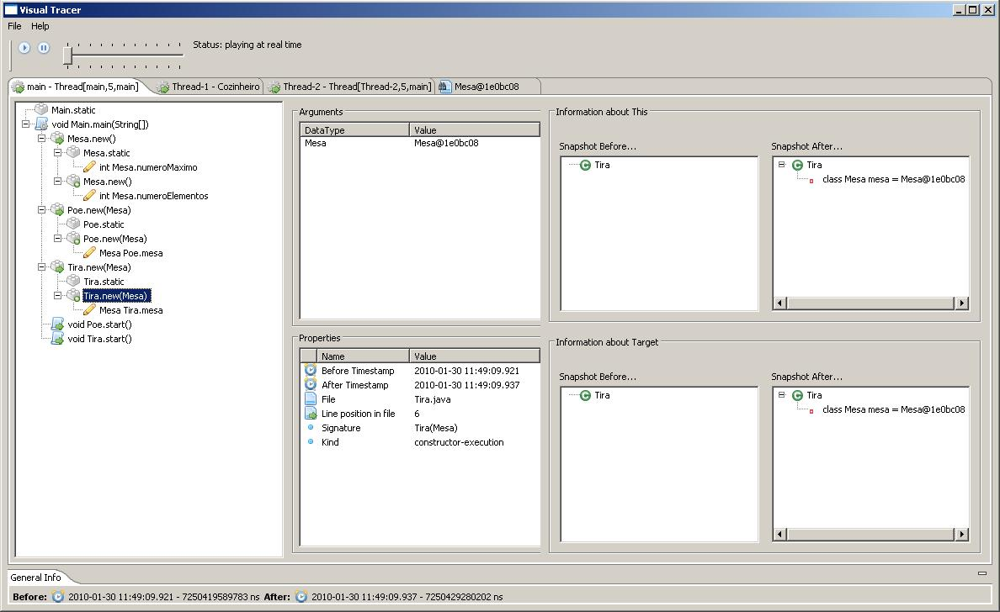 Visual Tracer
File Help
Status: playing at real time
main - Thread[main,5,main] Thread-1 - Cozinheiro Thread-2 - Thread[Thread-2,5,main] Mesa@1e0bc08
Main.static
void Main.main(String[])
Mesa.new()
Mesa.static
int Mesa.numeroMaximo
Mesa.new()
int Mesa.numeroElementos
Poe.new(Mesa)
Poe.static
Poe.new(Mesa)
Mesa Poe.mesa
Tira.new(Mesa)
Tira.static
Tira.new(Mesa)
Mesa Tira.mesa
void Poe.start()
void Tira.start()
Arguments
DataType Value
Mesa Mesa@1e0bc08
Properties
Name Value
Before Timestamp 2010-01-30 11:49:09.921
After Timestamp 2010-01-30 11:49:09.937
File Tira.java
Line position in file 6
Signature Tira(Mesa)
Kind constructor-execution
Information about This
Snapshot Before... Snapshot After...
Tira Tira
class Mesa mesa = Mesa@1e0bc08
Information about Target
Snapshot Before... Snapshot After...
Tira Tira
class Mesa mesa = Mesa@1e0bc08
General Info
Before: 2010-01-30 11:49:09.921 - 7250419589783 ns After: 2010-01-30 11:49:09.937 - 7250429280202 ns